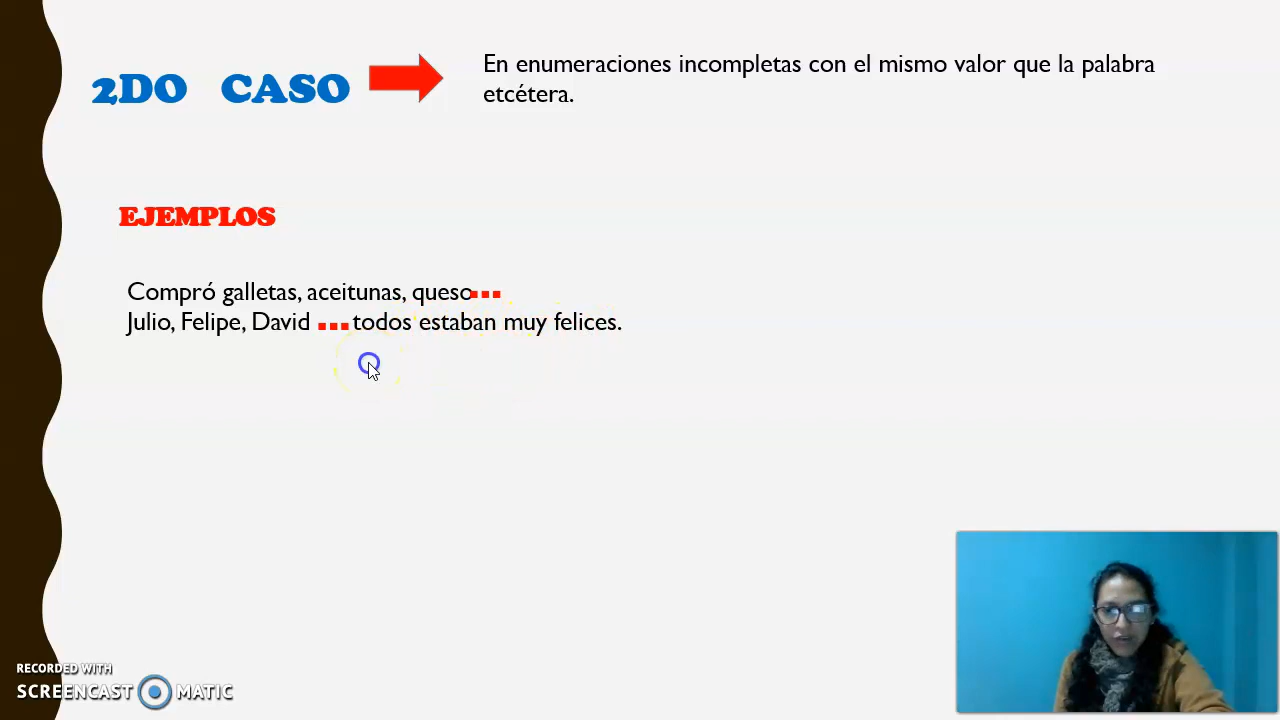 2DO CASO
En enumeraciones incompletas con el mismo valor que la palabra
etcétera.
EJEMPLOS
Compró galletas, aceitunas, queso...
Julio, Felipe, David ... todos estaban muy felices.
RECORDED WITH
SCREENCAST MATIC